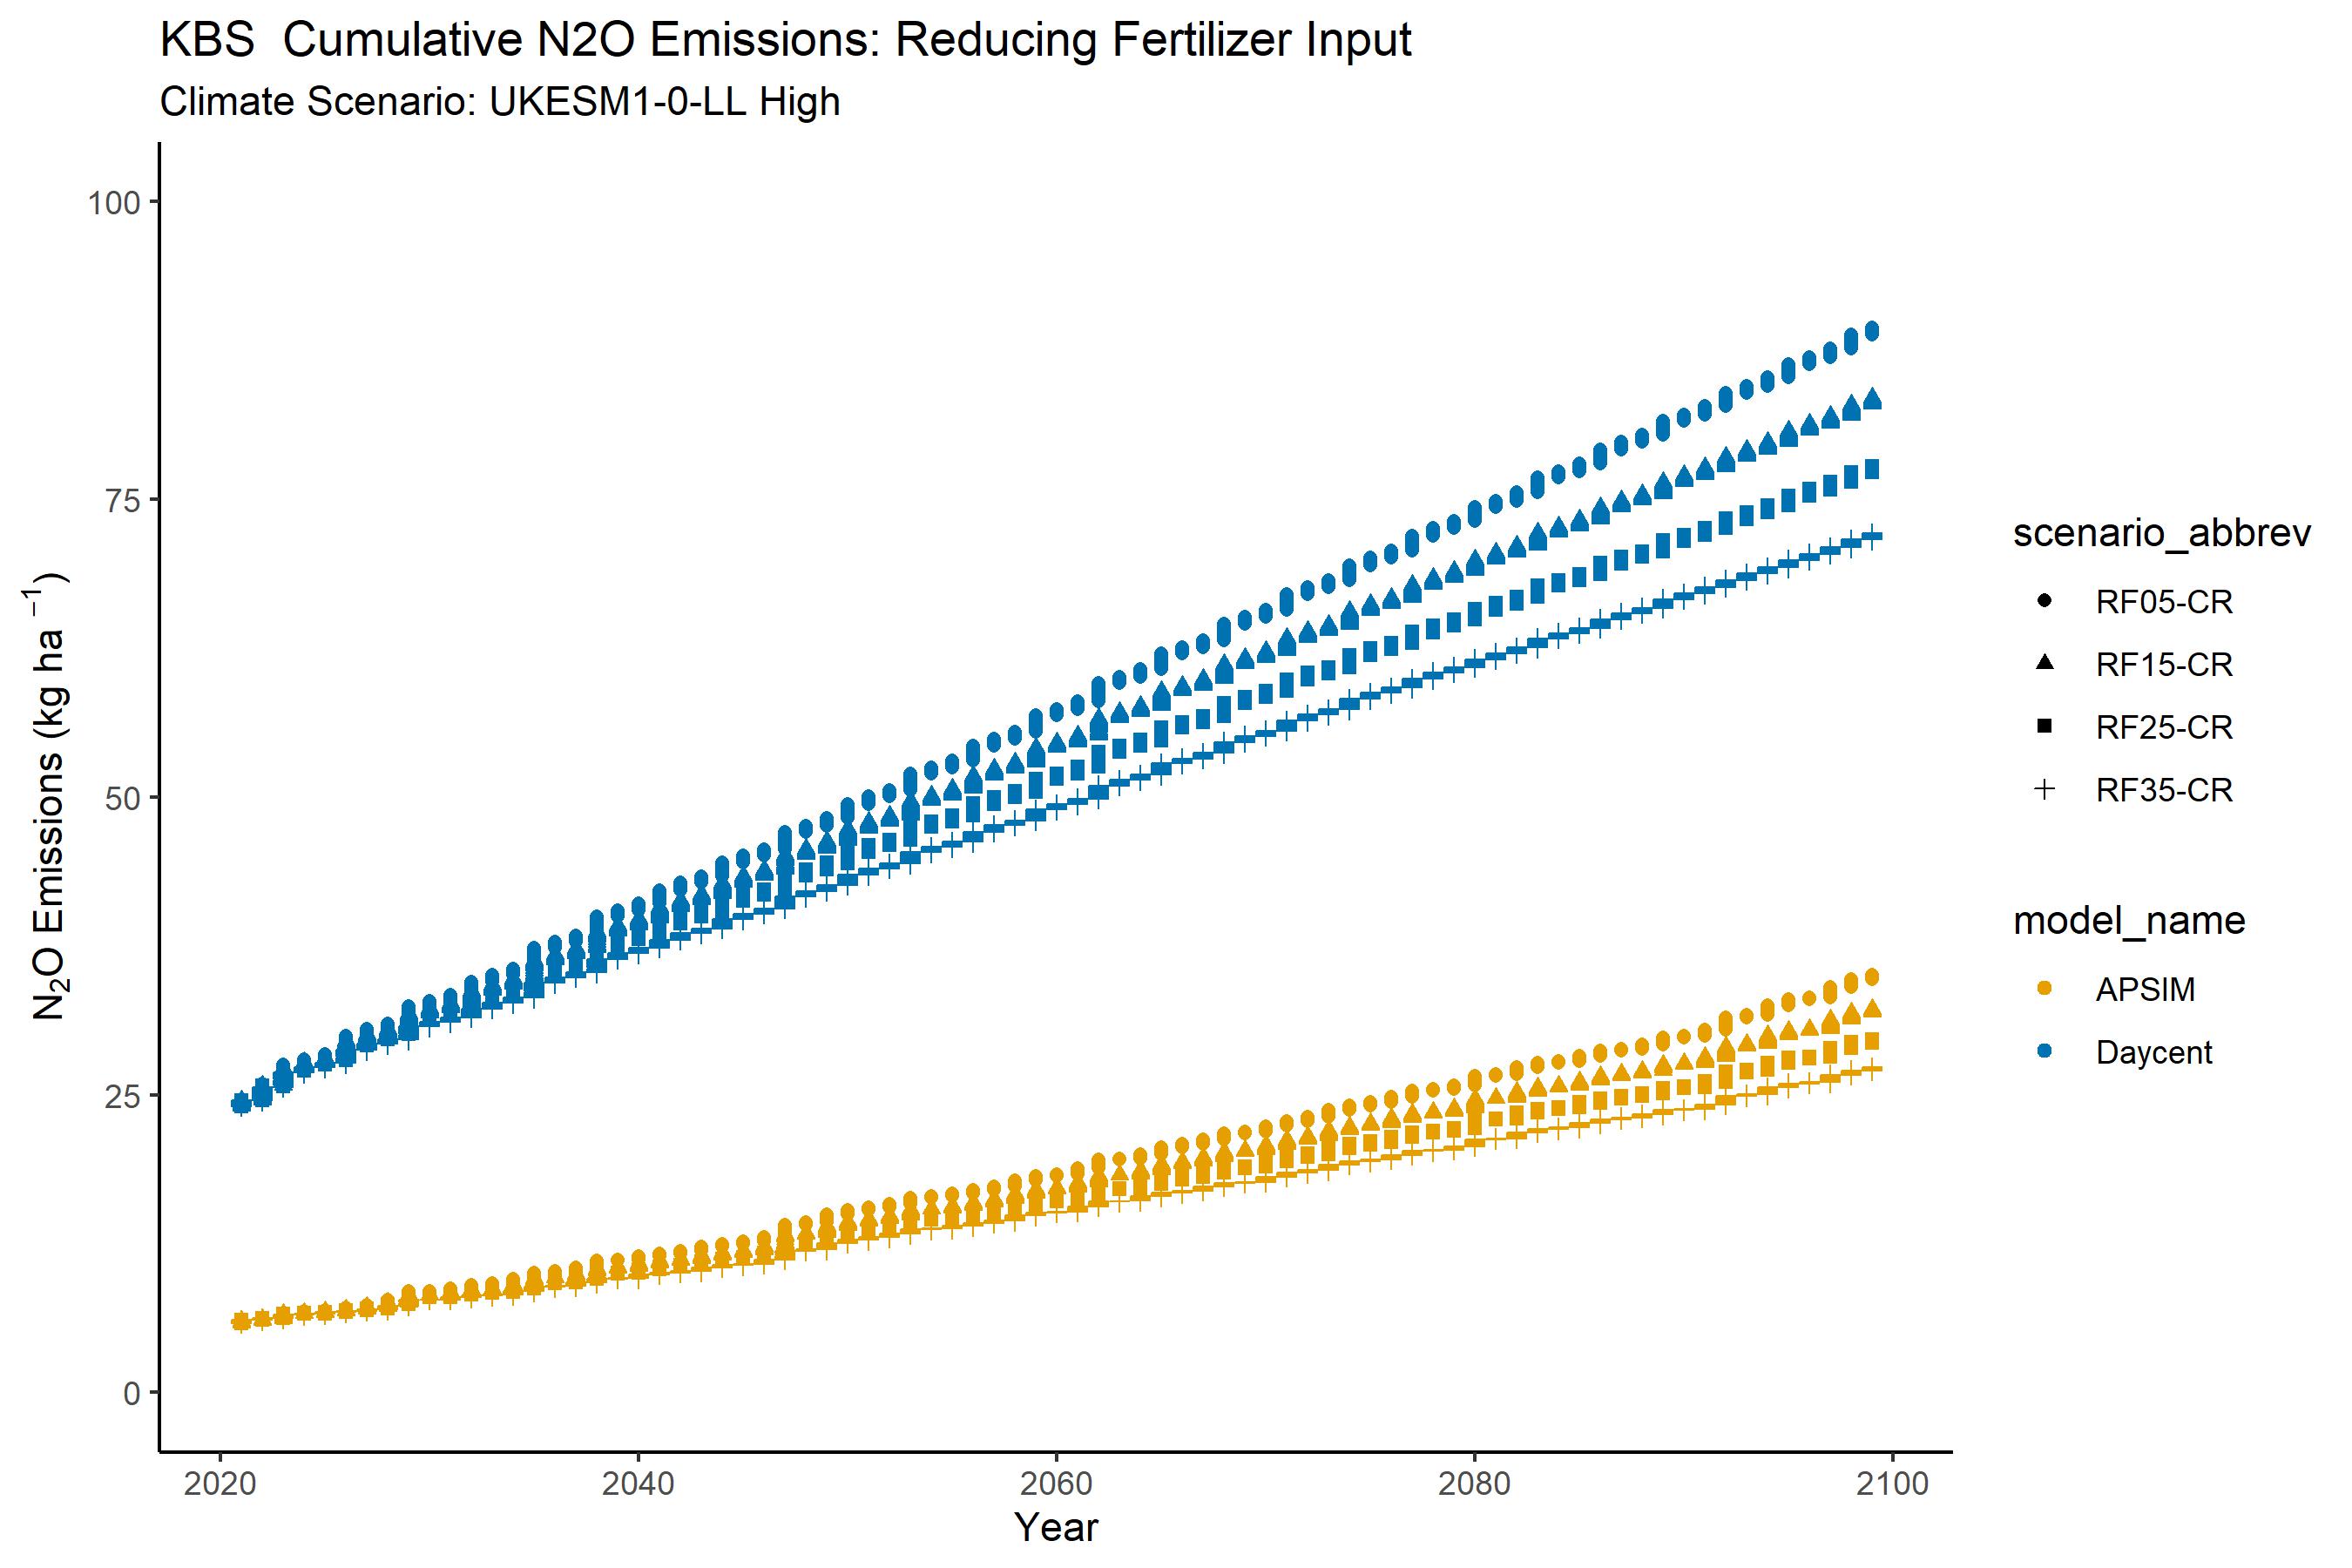 KBS  Cumulative N2O Emissions: Reducing Fertilizer Input
Climate Scenario: UKESM1-0-LL High
N₂O Emissions (kg ha ⁻¹)
100
75
50
25
0
2020
2040
2060
2080
2100
Year
scenario_abbrev
RF05-CR
RF15-CR
RF25-CR
RF35-CR
model_name
APSIM
Daycent